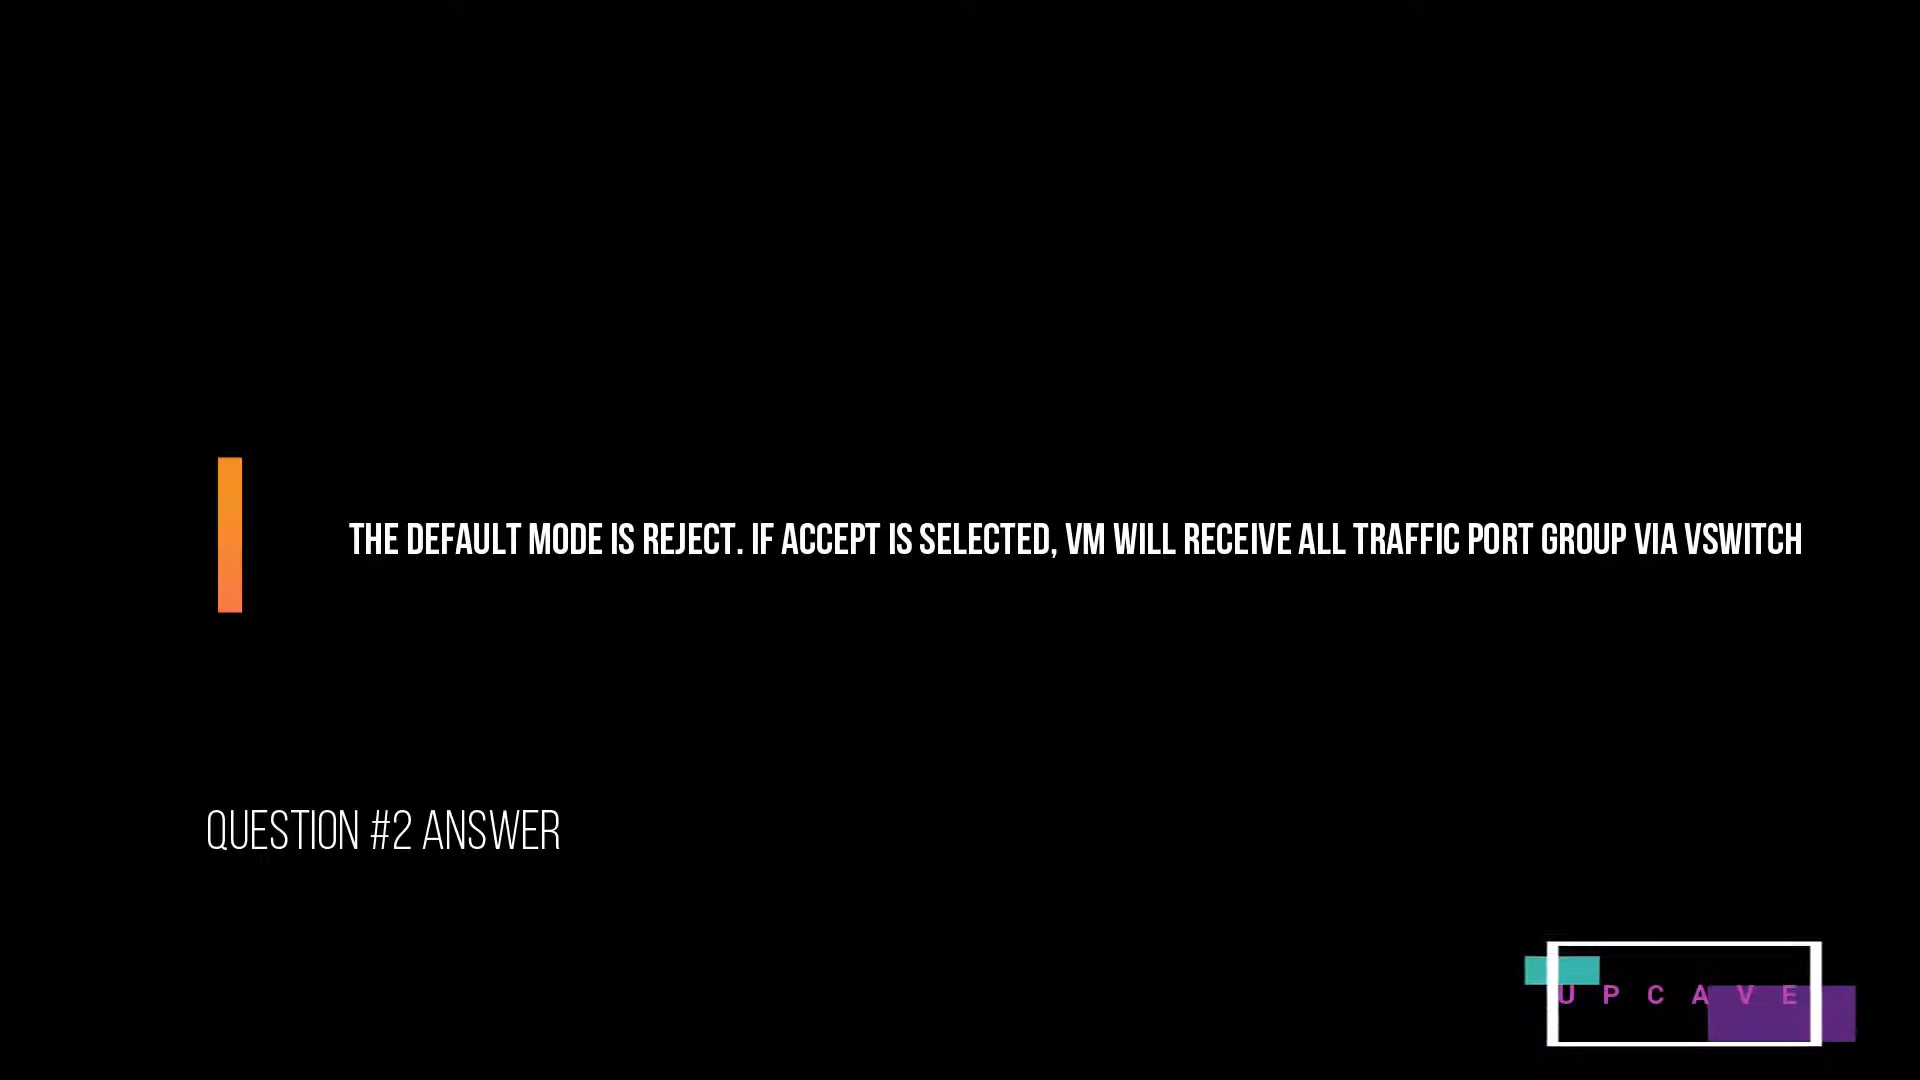 THE DEFAULT MODE IS REJECT. IF ACCEPT IS SELECTED, VM WILL RECEIVE ALL TRAFFIC PORT GROUP VIA VSWITCH
QUESTION #2 ANSWER
UPCAVE